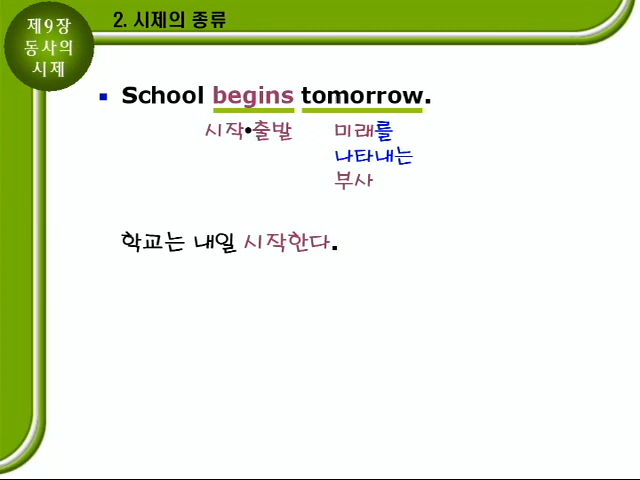 제9장
동사의
시제
2. 시제의 종류
School begins tomorrow.
시작•출발 미래를
나타내는
부사
학교는 내일 시작한다.